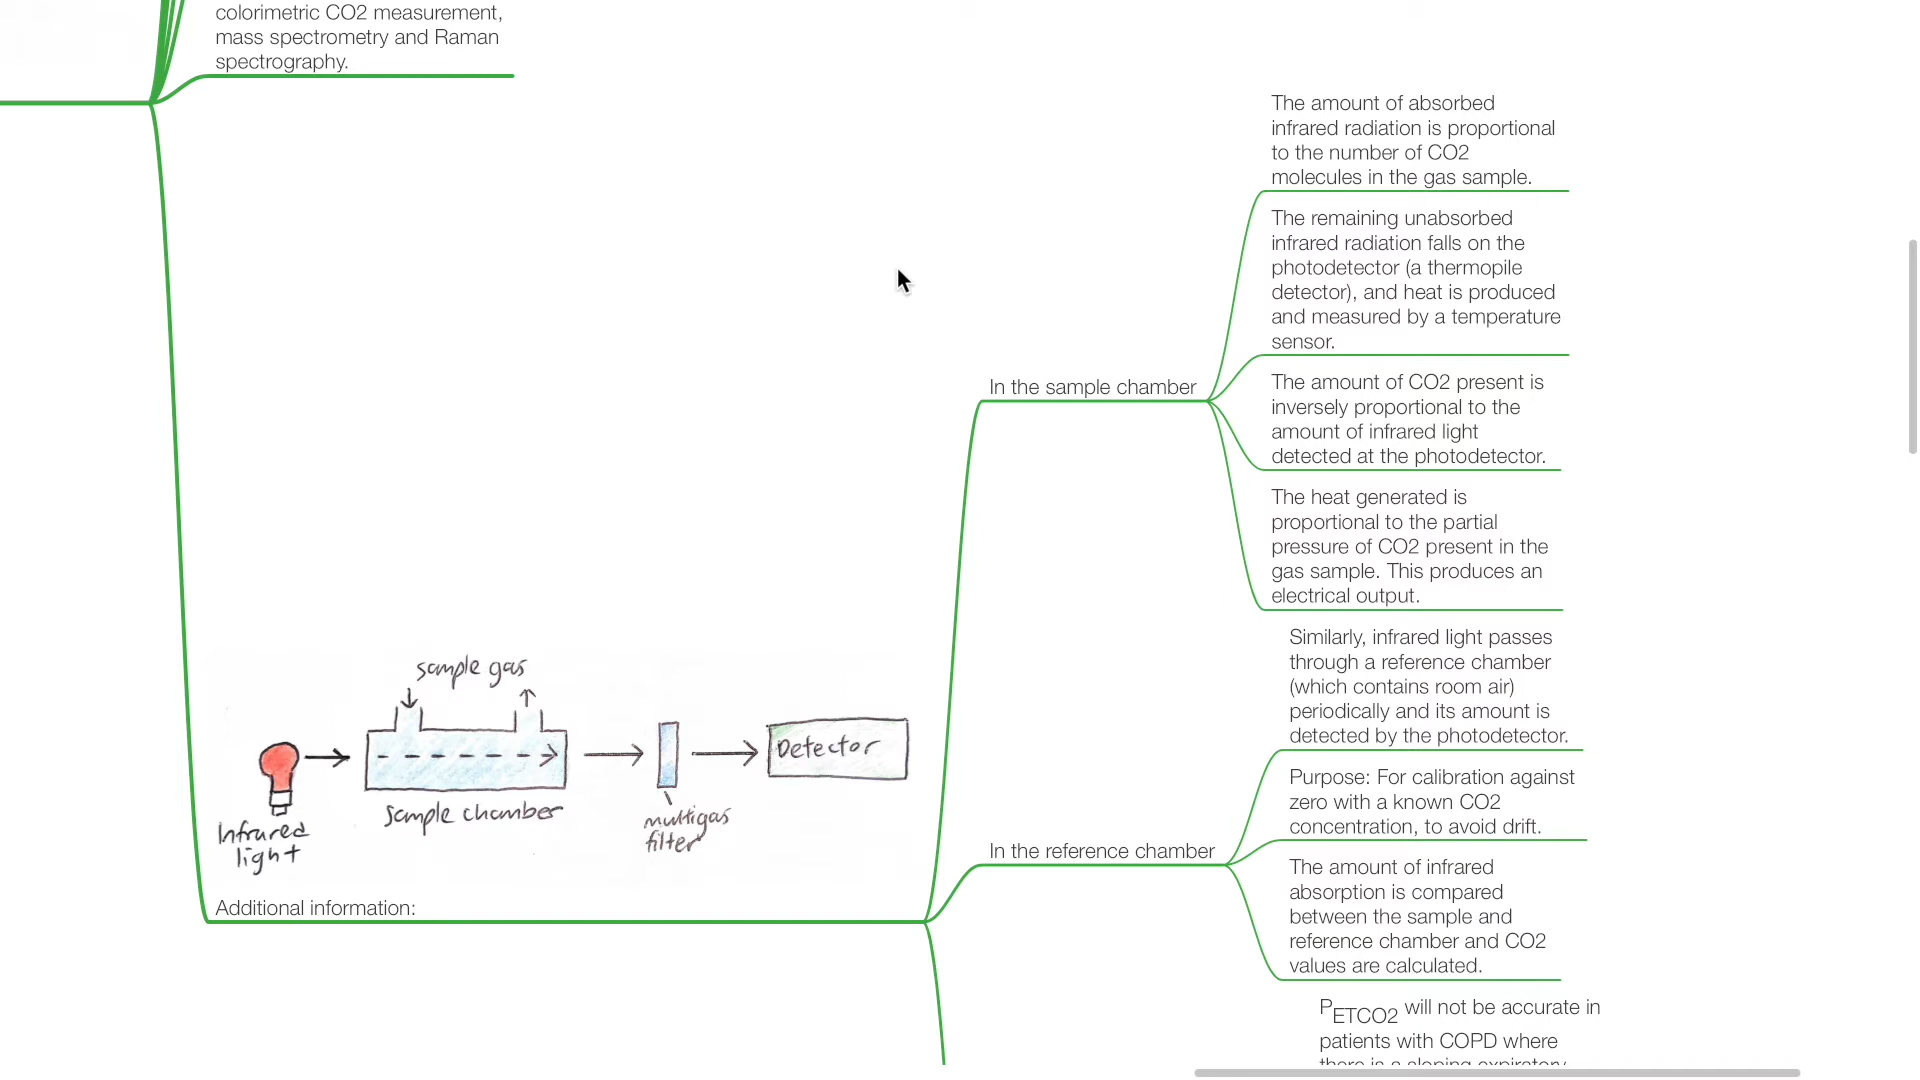 colorimetric CO2 measurement,
mass spectrometry and Raman
spectrography.
The amount of absorbed
infrared radiation is proportional
to the number of CO2
molecules in the gas sample.
The remaining unabsorbed
infrared radiation falls on the
photodetector (a thermopile
detector), and heat is produced
and measured by a temperature
sensor.
In the sample chamber
The amount of CO2 present is
inversely proportional to the
amount of infrared light
detected at the photodetector.
The heat generated is
proportional to the partial
pressure of CO2 present in the
gas sample. This produces an
electrical output.
sample gas
Detector
sample chamber
multigas
filter
Infrared
light
Additional information:
In the reference chamber
Similarly, infrared light passes
through a reference chamber
(which contains room air)
periodically and its amount is
detected by the photodetector.
Purpose: For calibration against
zero with a known CO2
concentration, to avoid drift.
The amount of infrared
absorption is compared
between the sample and
reference chamber and CO2
values are calculated.
PETCO2 will not be accurate in
patients with COPD where
there is a sloping expiratory